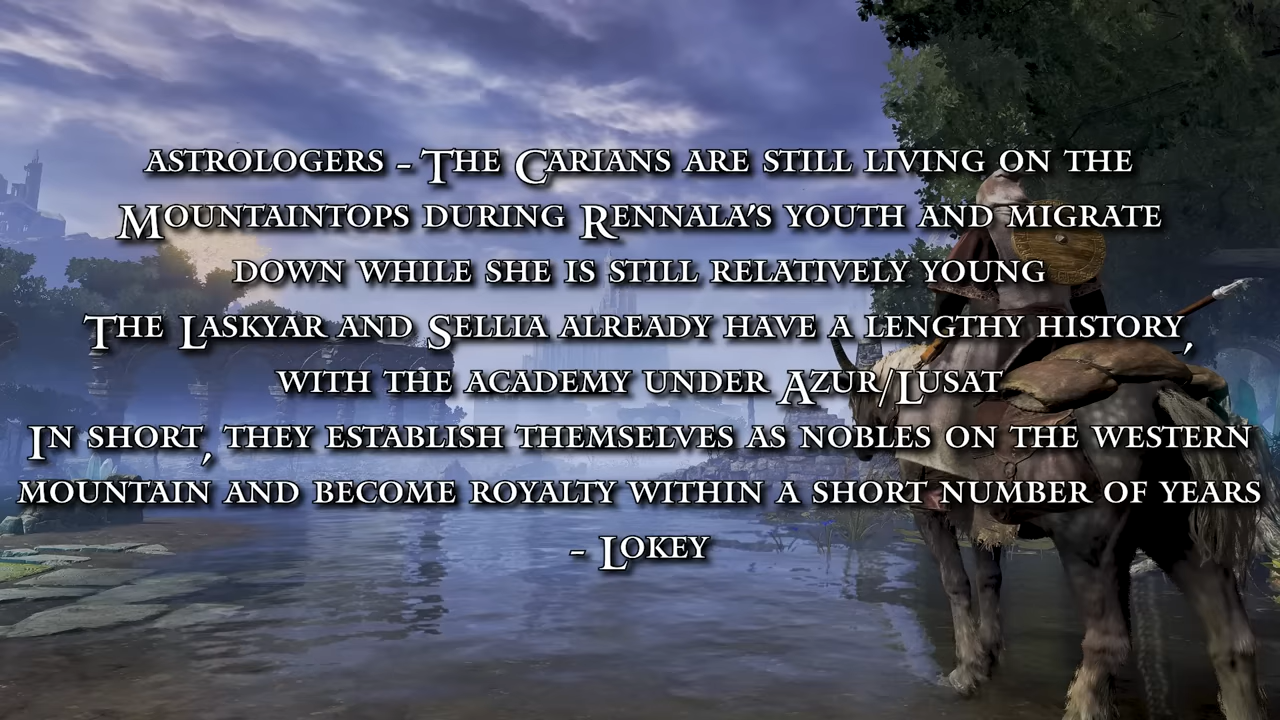 astrologers - The Carians are still living on the
Mountaintops during Rennala's youth and migrate
down while she is still relatively young
The Laskyar and Sellia already have a lengthy history,
with the academy under Azur/Lusat
In short, they establish themselves as nobles on the western
mountain and become royalty within a short number of years
- Lokey